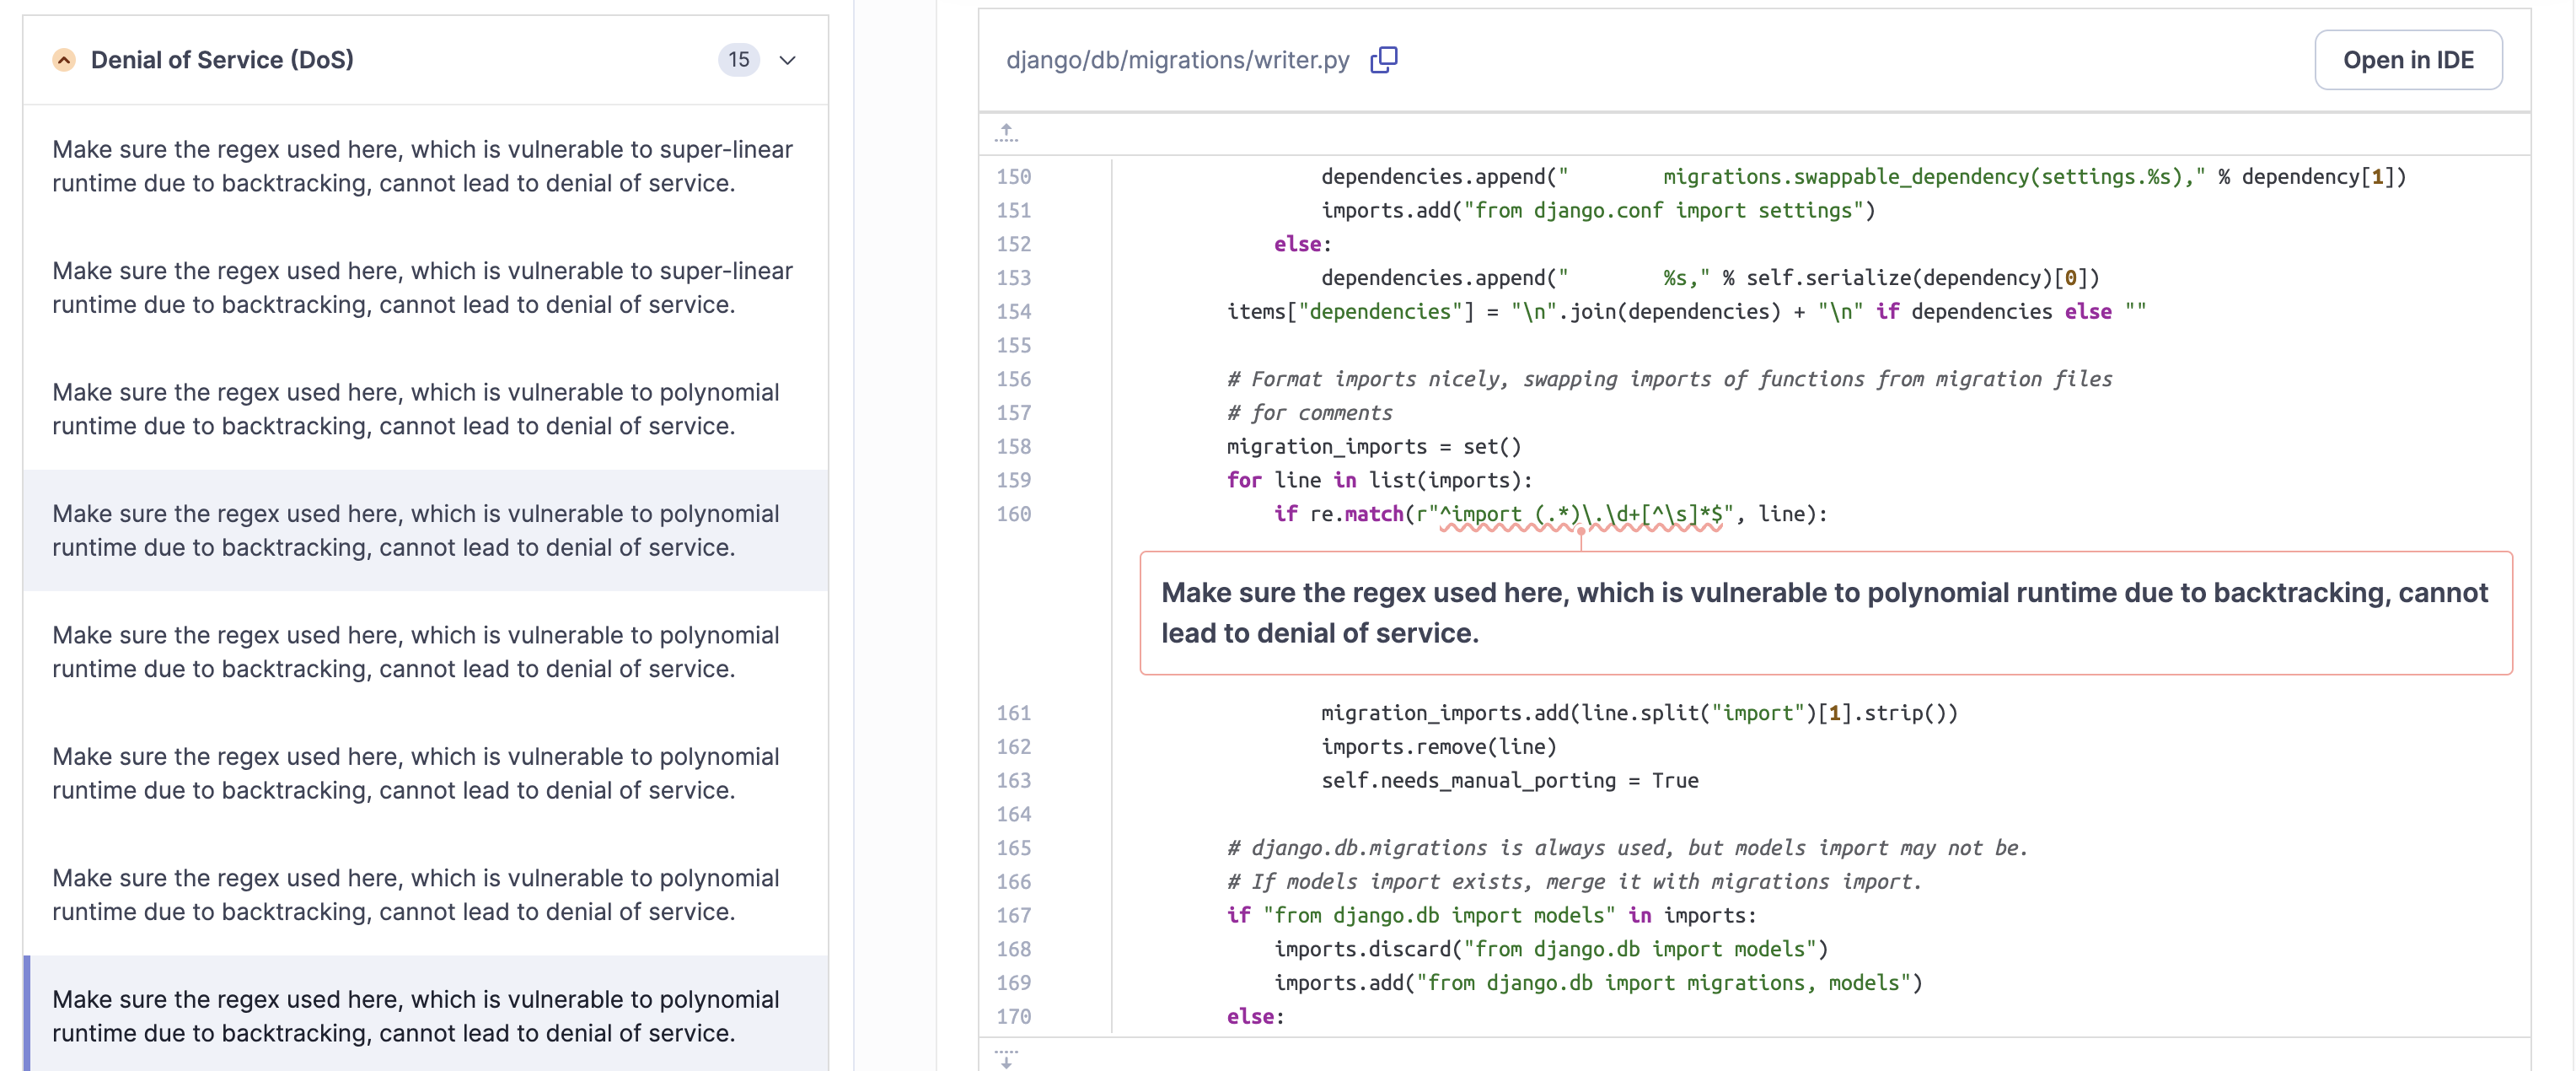 Denial of Service (DoS)
15
Make sure the regex used here, which is vulnerable to super-linear
runtime due to backtracking, cannot lead to denial of service.
Make sure the regex used here, which is vulnerable to super-linear
runtime due to backtracking, cannot lead to denial of service.
Make sure the regex used here, which is vulnerable to polynomial
runtime due to backtracking, cannot lead to denial of service.
Make sure the regex used here, which is vulnerable to polynomial
runtime due to backtracking, cannot lead to denial of service.
Make sure the regex used here, which is vulnerable to polynomial
runtime due to backtracking, cannot lead to denial of service.
Make sure the regex used here, which is vulnerable to polynomial
runtime due to backtracking, cannot lead to denial of service.
Make sure the regex used here, which is vulnerable to polynomial
runtime due to backtracking, cannot lead to denial of service.
Make sure the regex used here, which is vulnerable to polynomial
runtime due to backtracking, cannot lead to denial of service.
django/db/migrations/writer.py
Open in IDE
150                 dependencies.append("        migrations.swappable_dependency(settings.%s)," % dependency[1])
151                 imports.add("from django.conf import settings")
152             else:
153                 dependencies.append("        %s," % self.serialize(dependency)[0])
154         items["dependencies"] = "\n".join(dependencies) + "\n" if dependencies else ""
155
156         # Format imports nicely, swapping imports of functions from migration files
157         # for comments
158         migration_imports = set()
159         for line in list(imports):
160             if re.match(r"^import (.*)\.\d+[^\s]*$", line):
Make sure the regex used here, which is vulnerable to polynomial runtime due to backtracking, cannot
lead to denial of service.
161                 migration_imports.add(line.split("import")[1].strip())
162                 imports.remove(line)
163                 self.needs_manual_porting = True
164
165         # django.db.migrations is always used, but models import may not be.
166         # If models import exists, merge it with migrations import.
167         if "from django.db import models" in imports:
168             imports.discard("from django.db import models")
169             imports.add("from django.db import migrations, models")
170         else: